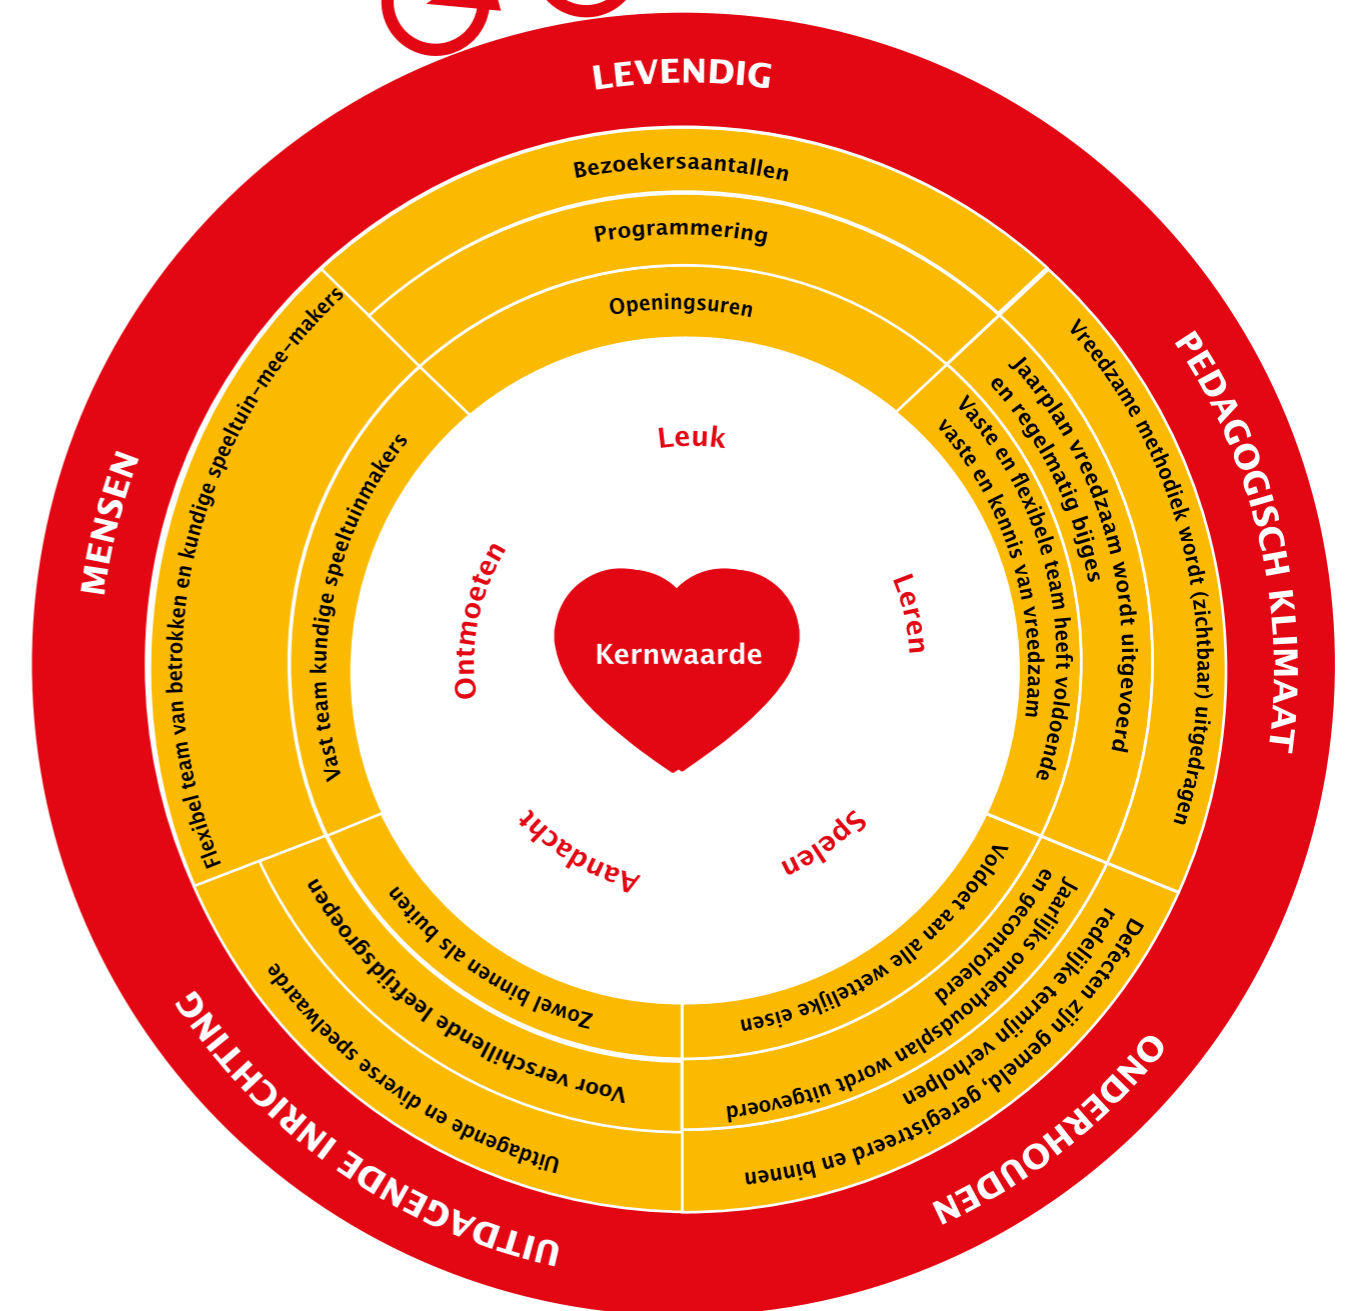 LEVENDIG
Bezoekersaantallen
Programmering
Openingsuren
PEDAGOGISCH KLIMAAT
Vreedzame methodiek wordt (zichtbaar) uitgedragen
Jaarplan vreedzaam wordt uitgevoerd
en regelmatig bijges
Vaste en flexibele team heeft voldoende
vaste en kennis van vreedzaam
ONDERHOUDEN
Defecten zijn gemeld, geregistreerd en binnen
redelijke termijn verholpen
Jaarlijks onderhoudsplan wordt uitgevoerd
en gecontroleerd
Voldoet aan alle wettelijke eisen
UITDAGENDE INRICHTING
Uitdagende en diverse speelwaarde
Voor verschillende leeftijdsgroepen
Zowel binnen als buiten
MENSEN
Flexibel team van betrokken en kundige speeltuin-mee-makers
Vast team kundige speeltuinmakers
Leuk
Leren
Spelen
Aandacht
Ontmoeten
Kernwaarde